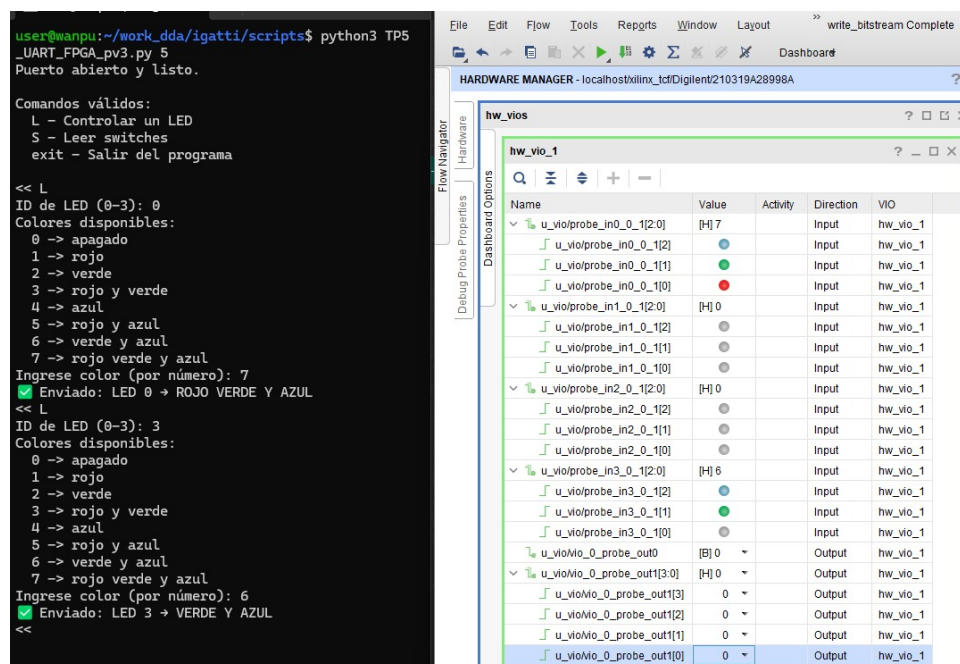 user@wanpu:~/work_dda/igatti/scripts$ python3 TP5
_UART_FPGA_pv3.py 5
Puerto abierto y listo.
Comandos válidos:
L – Controlar un LED
S – Leer switches
exit – Salir del programa
<< L
ID de LED (0–3): 0
Colores disponibles:
0 -> apagado
1 -> rojo
2 -> verde
3 -> rojo y verde
4 -> azul
5 -> rojo y azul
6 -> verde y azul
7 -> rojo verde y azul
Ingrese color (por número): 7
✅ Enviado: LED 0 → ROJO VERDE Y AZUL
<< L
ID de LED (0–3): 3
Colores disponibles:
0 -> apagado
1 -> rojo
2 -> verde
3 -> rojo y verde
4 -> azul
5 -> rojo y azul
6 -> verde y azul
7 -> rojo verde y azul
Ingrese color (por número): 6
✅ Enviado: LED 3 → VERDE Y AZUL
<<
File Edit Flow Tools Reports Window Layout » write_bitstream Complete
Dashboard
HARDWARE MANAGER - localhost/xilinx_tcf/Digilent/210319A28998A ?
Flow Navigator
Hardware
Debug Probe Properties
hw_vios ?
Dashboard Options
hw_vio_1 ?
Name Value Activity Direction VIO
u_vio/probe_in0_0_1[2:0] [H] 7 Input hw_vio_1
u_vio/probe_in0_0_1[2] Input hw_vio_1
u_vio/probe_in0_0_1[1] Input hw_vio_1
u_vio/probe_in0_0_1[0] Input hw_vio_1
u_vio/probe_in1_0_1[2:0] [H] 0 Input hw_vio_1
u_vio/probe_in1_0_1[2] Input hw_vio_1
u_vio/probe_in1_0_1[1] Input hw_vio_1
u_vio/probe_in1_0_1[0] Input hw_vio_1
u_vio/probe_in2_0_1[2:0] [H] 0 Input hw_vio_1
u_vio/probe_in2_0_1[2] Input hw_vio_1
u_vio/probe_in2_0_1[1] Input hw_vio_1
u_vio/probe_in2_0_1[0] Input hw_vio_1
u_vio/probe_in3_0_1[2:0] [H] 6 Input hw_vio_1
u_vio/probe_in3_0_1[2] Input hw_vio_1
u_vio/probe_in3_0_1[1] Input hw_vio_1
u_vio/probe_in3_0_1[0] Input hw_vio_1
u_vio/vio_0_probe_out0 [B] 0 Output hw_vio_1
u_vio/vio_0_probe_out1[3:0] [H] 0 Output hw_vio_1
u_vio/vio_0_probe_out1[3] 0 Output hw_vio_1
u_vio/vio_0_probe_out1[2] 0 Output hw_vio_1
u_vio/vio_0_probe_out1[1] 0 Output hw_vio_1
u_vio/vio_0_probe_out1[0] 0 Output hw_vio_1